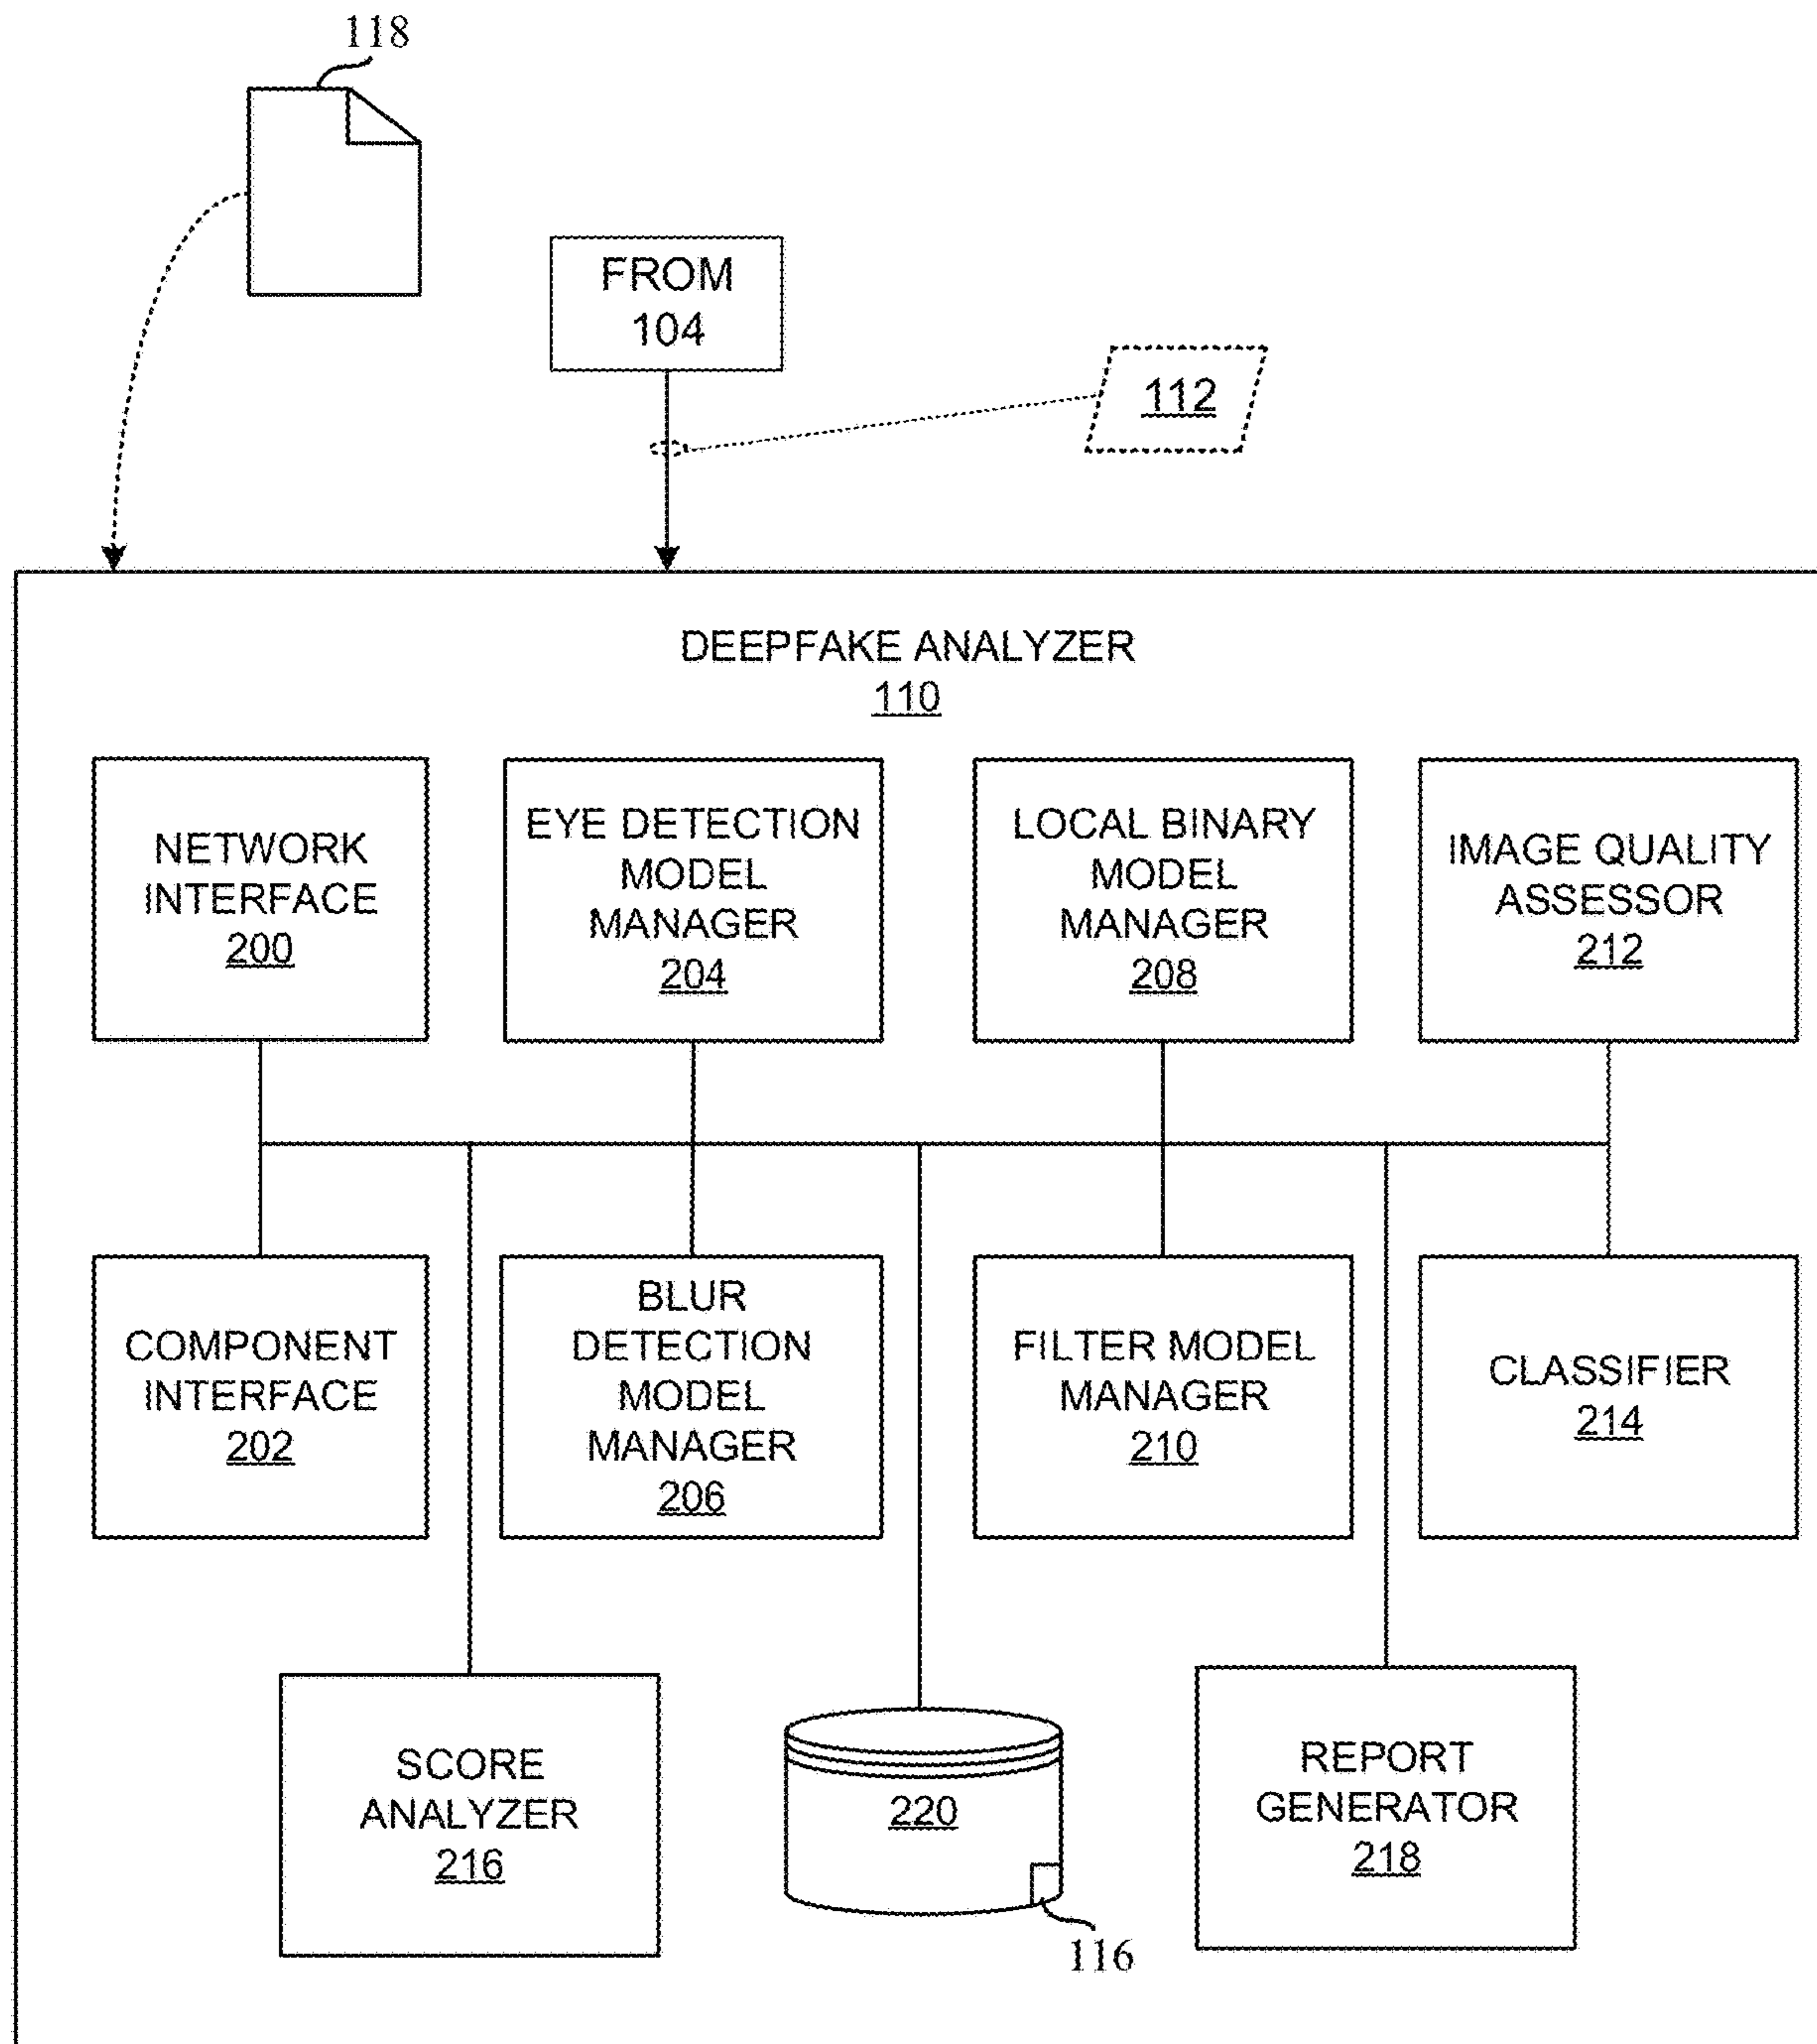 118
FROM
104
112
DEEPFAKE ANALYZER
110
NETWORK
INTERFACE
200
EYE DETECTION
MODEL
MANAGER
204
LOCAL BINARY
MODEL
MANAGER
208
IMAGE QUALITY
ASSESSOR
212
COMPONENT
INTERFACE
202
BLUR
DETECTION
MODEL
MANAGER
206
FILTER MODEL
MANAGER
210
CLASSIFIER
214
SCORE
ANALYZER
216
220
116
REPORT
GENERATOR
218